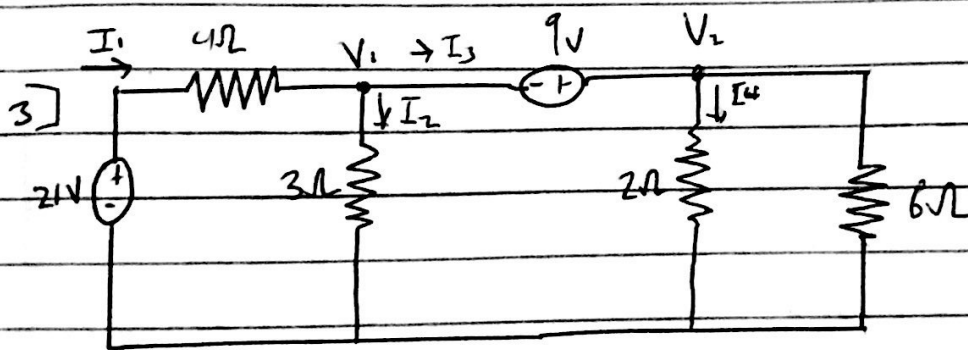 I₁ 4Ω V₁ → I₃ 9V V₂
3] ↓ I₂ - + ↓ I4
21V + - 3Ω 2Ω 6Ω